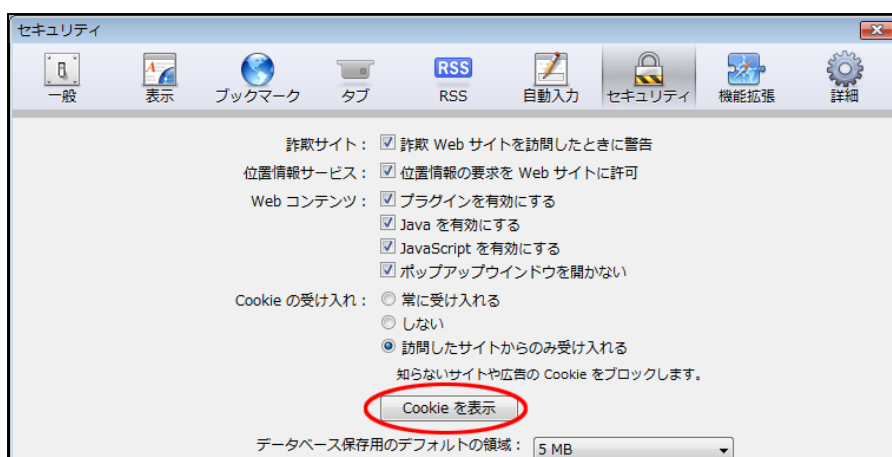 セキュリティ
RSS
一般 表示 ブックマーク タブ RSS 自動入力 セキュリティ 機能拡張 詳細
詐欺サイト： 詐欺 Web サイトを訪問したときに警告
位置情報サービス： 位置情報の要求を Web サイトに許可
Web コンテンツ： プラグインを有効にする
Java を有効にする
JavaScript を有効にする
ポップアップウインドウを開かない
Cookie の受け入れ： 常に受け入れる
しない
訪問したサイトからのみ受け入れる
知らないサイトや広告の Cookie をブロックします。
Cookie を表示
データベース保存用のデフォルトの領域： 5 MB